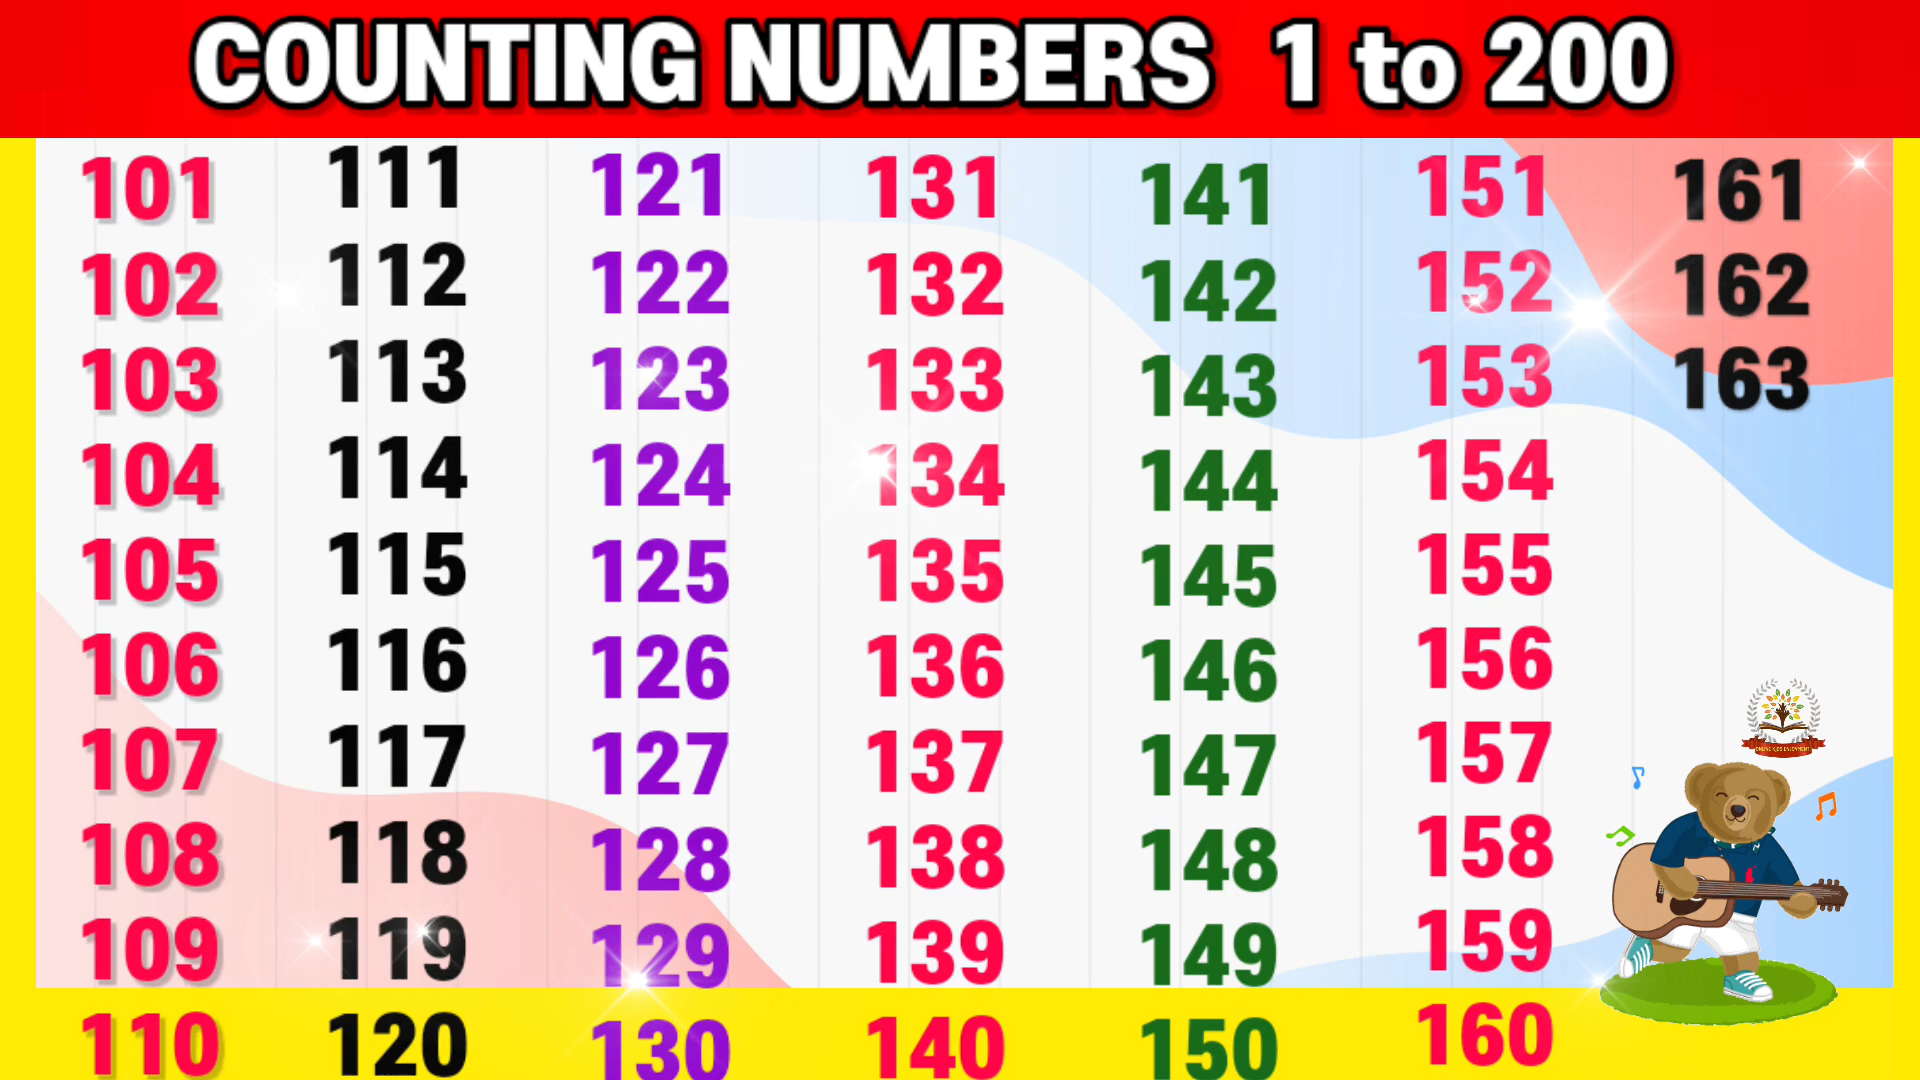 COUNTING NUMBERS 1 to 200
101 111 121 131 141 151 161
102 112 122 132 142 152 162
103 113 123 133 143 153 163
104 114 124 134 144 154
105 115 125 135 145 155
106 116 126 136 146 156
107 117 127 137 147 157
108 118 128 138 148 158
109 119 129 139 149 159
110 120 130 140 150 160
ONLINE KIDS ENJOYMENT